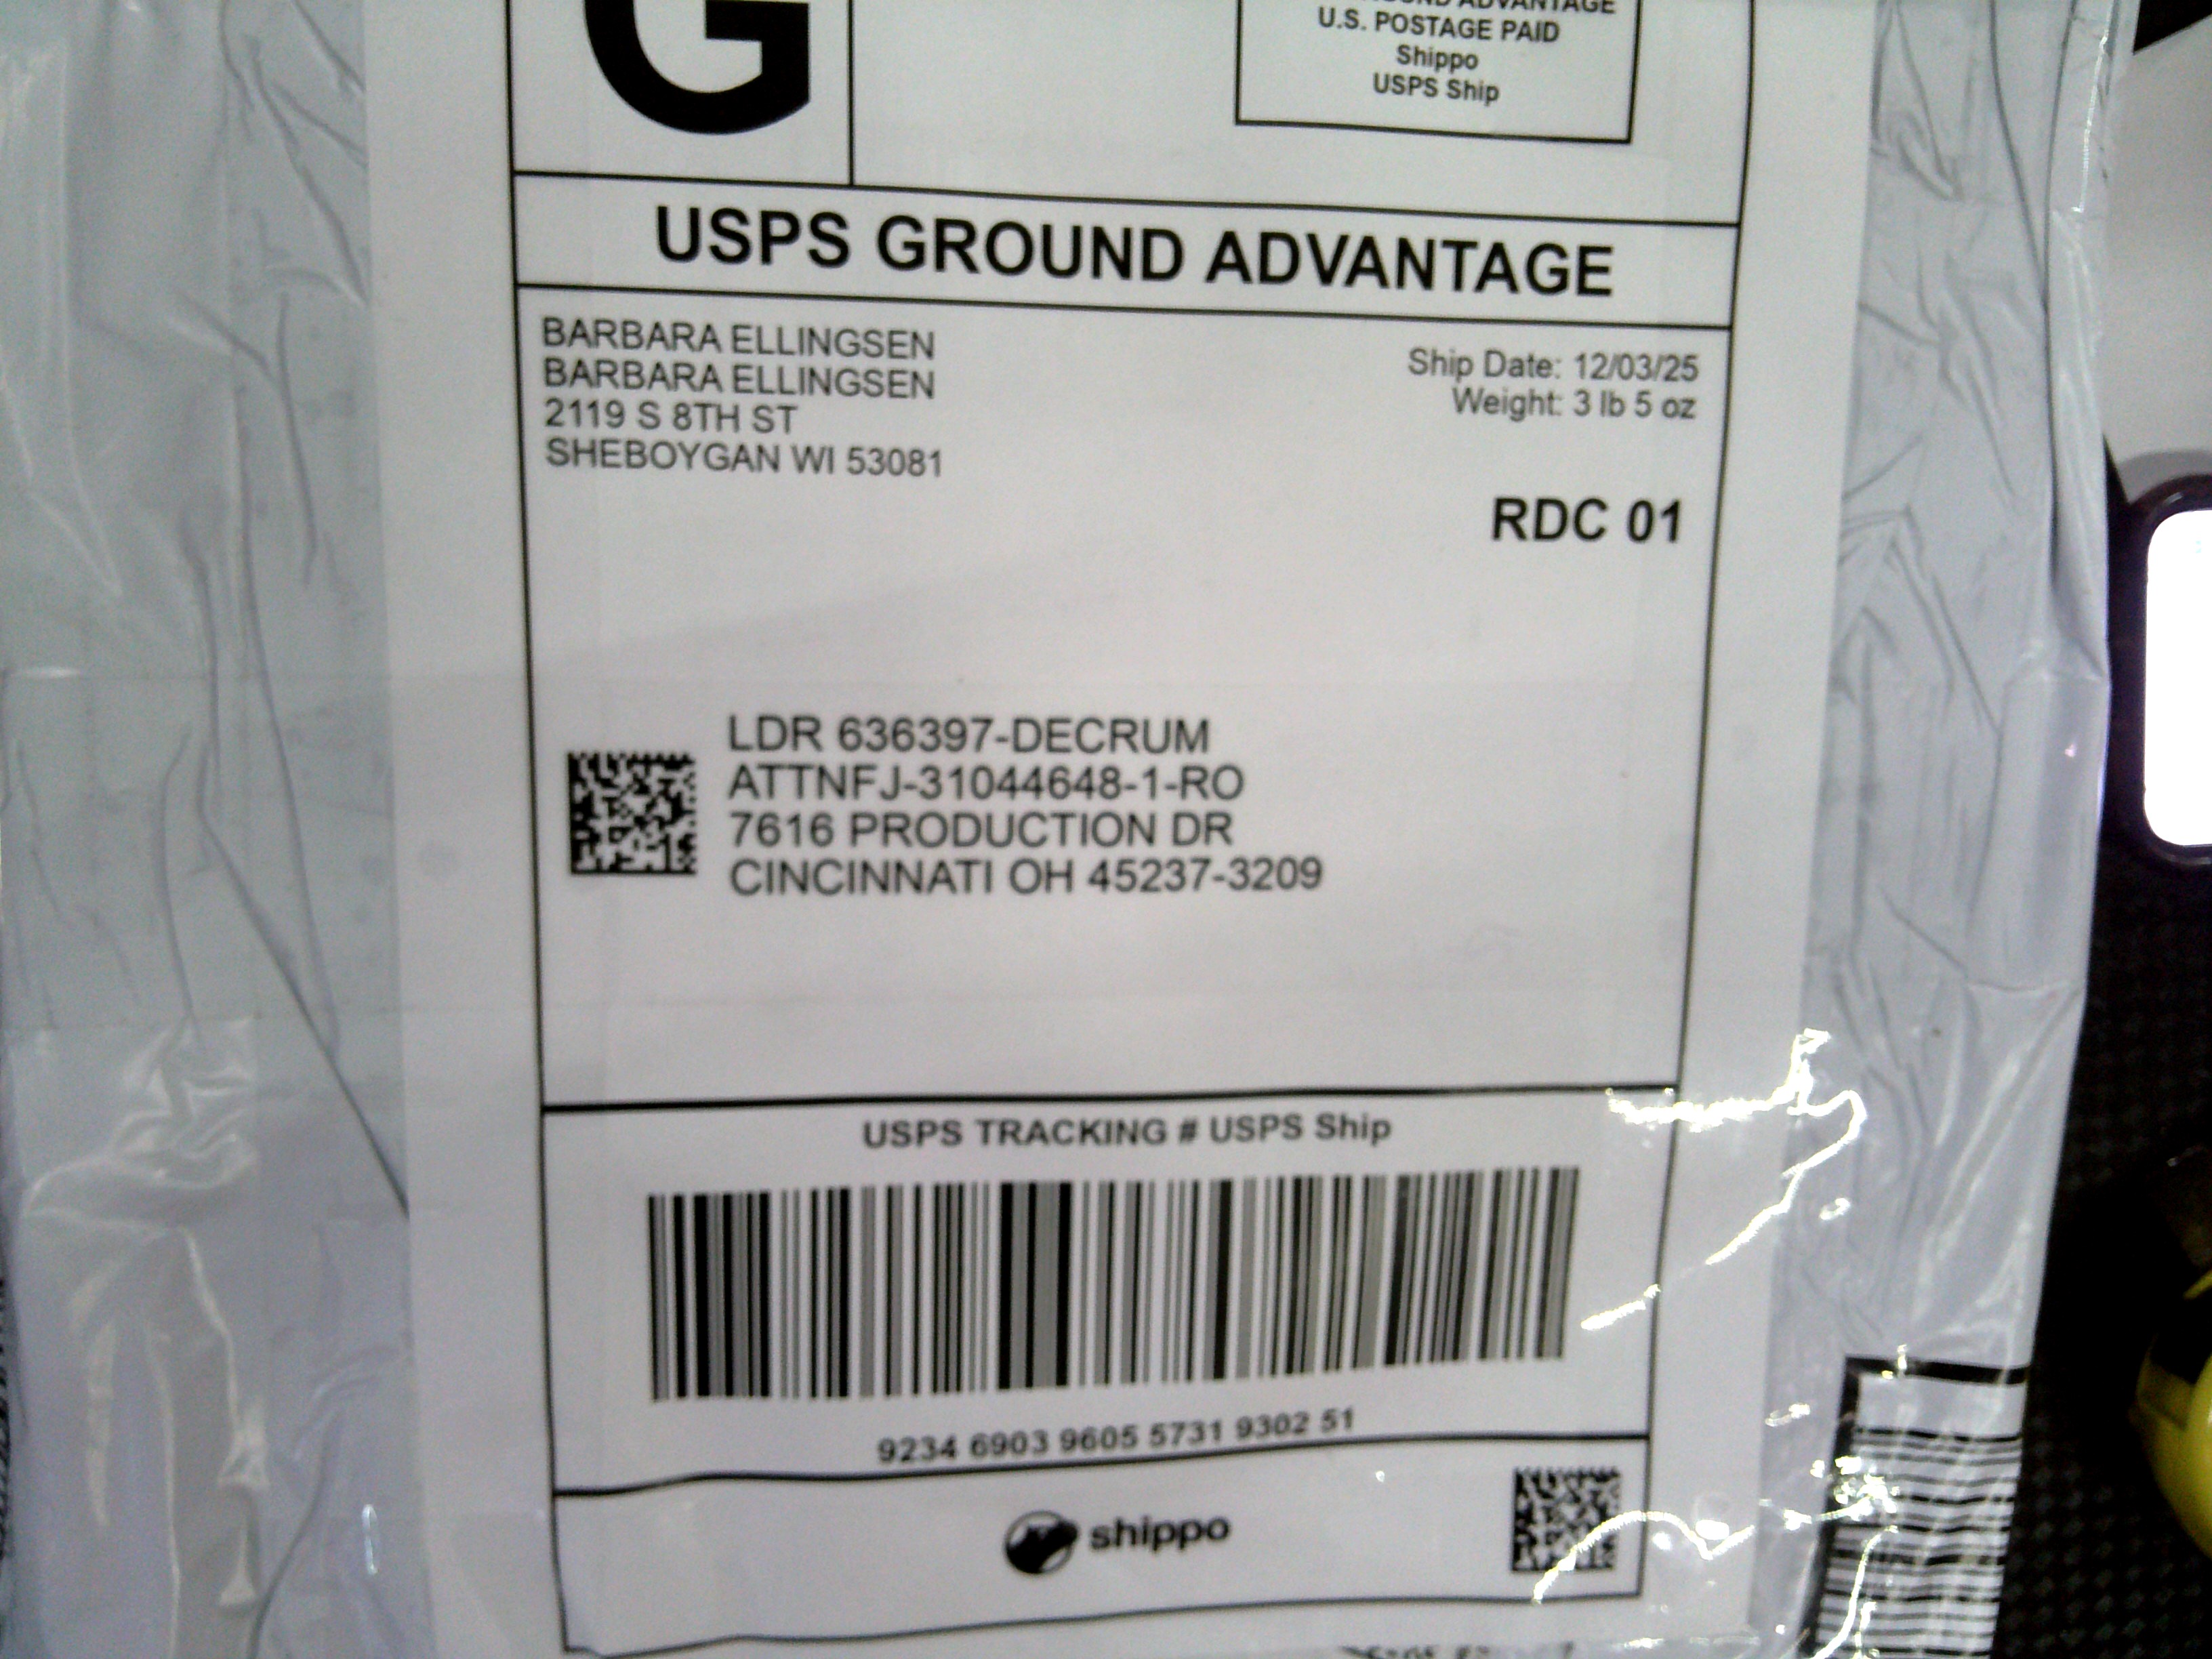 G
GROUND ADVANTAGE
U.S. POSTAGE PAID
Shippo
USPS Ship
USPS GROUND ADVANTAGE
BARBARA ELLINGSEN
BARBARA ELLINGSEN
2119 S 8TH ST
SHEBOYGAN WI 53081
Ship Date: 12/03/25
Weight: 3 lb 5 oz
RDC 01
LDR 636397-DECRUM
ATTNFJ-31044648-1-RO
7616 PRODUCTION DR
CINCINNATI OH 45237-3209
USPS TRACKING # USPS Ship
9234 6903 9605 5731 9302 51
shippo